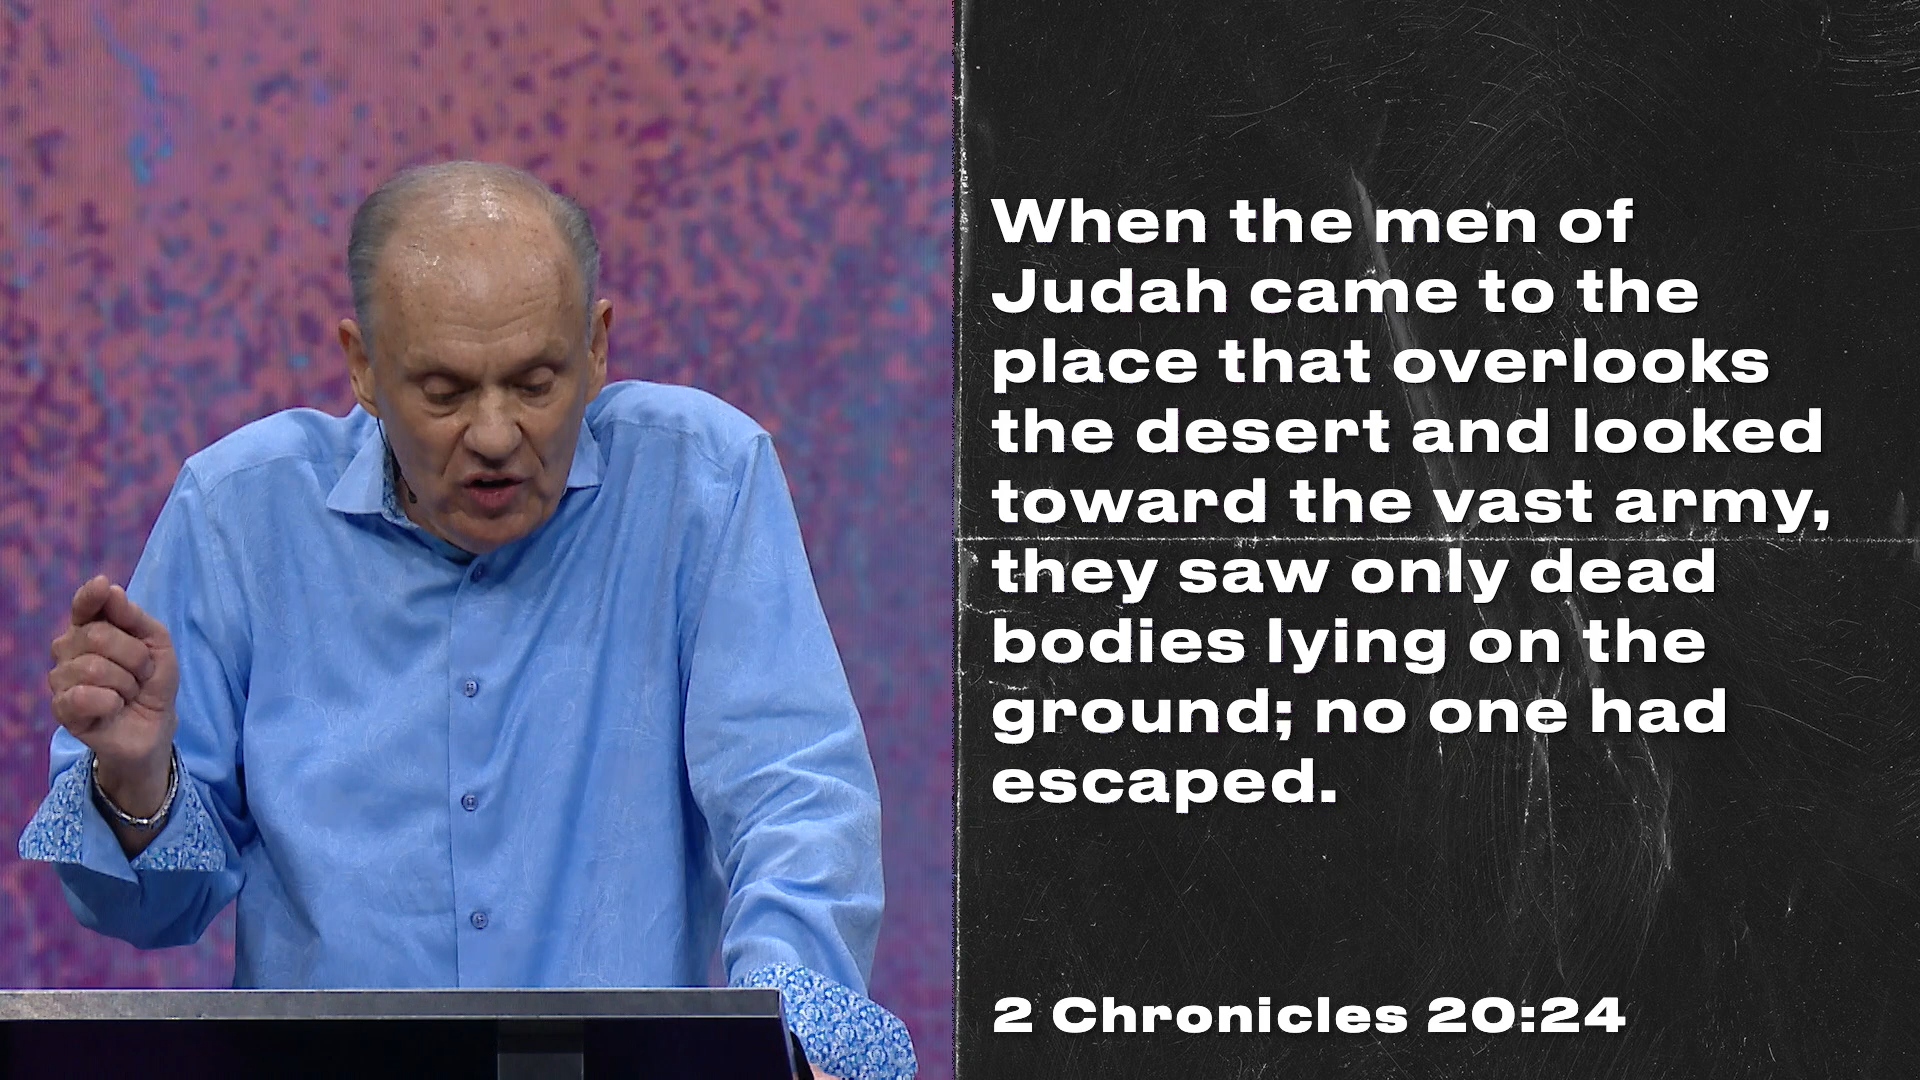 When the men of
Judah came to the
place that overlooks
the desert and looked
toward the vast army,
they saw only dead
bodies lying on the
ground; no one had
escaped.
2 Chronicles 20:24